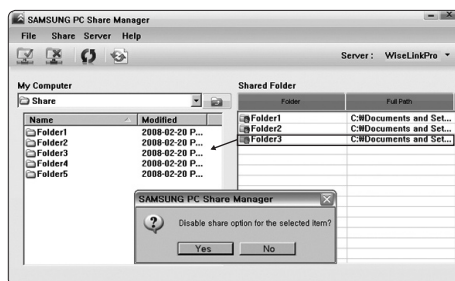 SAMSUNG PC Share Manager
File Share Server Help
Server : WiseLinkPro
My Computer
Share
Name Modified
Folder1 2008-02-20 P...
Folder2 2008-02-20 P...
Folder3 2008-02-20 P...
Folder4 2008-02-20 P...
Folder5 2008-02-20 P...
Shared Folder
Folder Full Path
Folder1 C:₩Documents and Set...
Folder2 C:₩Documents and Set...
Folder3 C:₩Documents and Set...
SAMSUNG PC Share Manager
Disable share option for the selected item?
Yes No